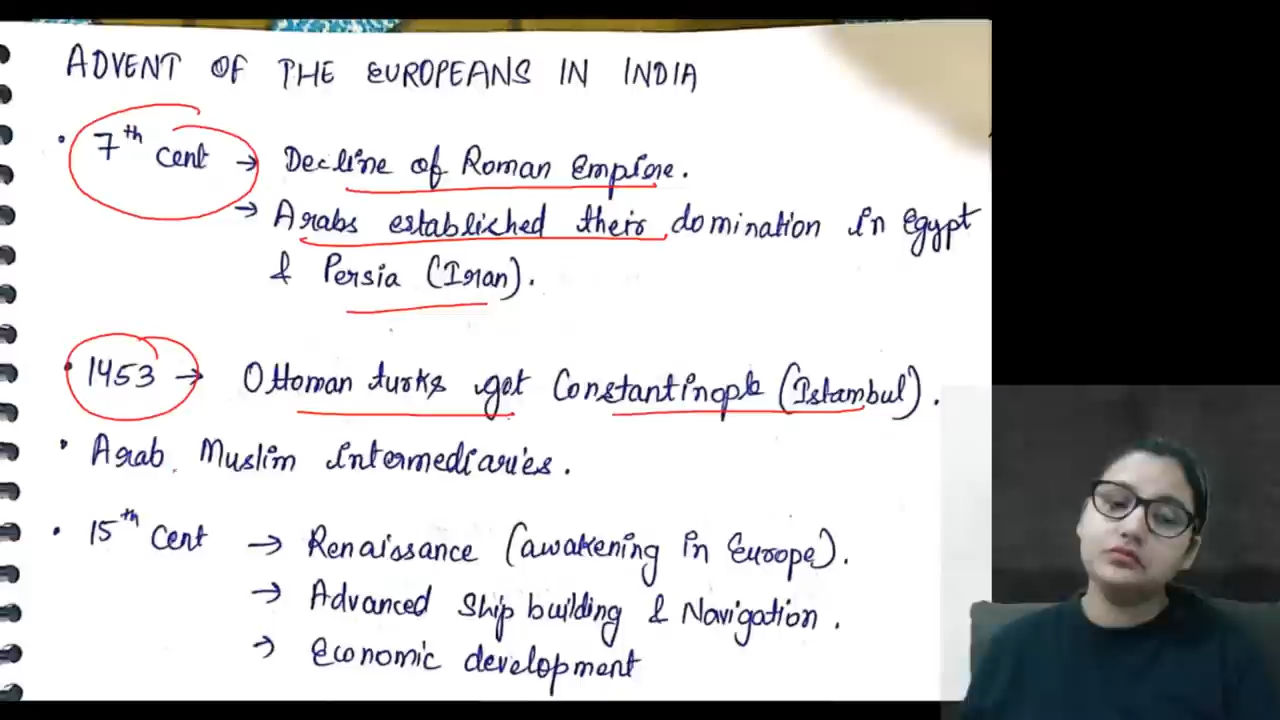 ADVENT OF THE EUROPEANS IN INDIA
• 7th cent → Decline of Roman Empire.
→ Arabs established their domination in Egypt
& Persia (Iran).
• 1453 → Ottoman turks got Constantinople (Istambul).
• Arab Muslim intermediaries.
• 15th Cent → Renaissance (awakening in Europe).
→ Advanced Ship building & Navigation.
→ Economic development